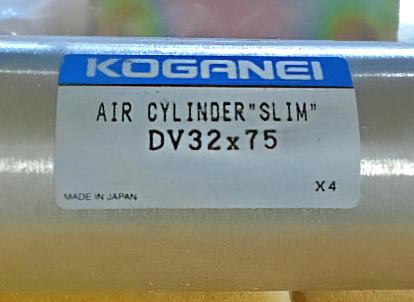 KOGANEI
AIR CYLINDER"SLIM"
DV32x75
X4
MADE IN JAPAN